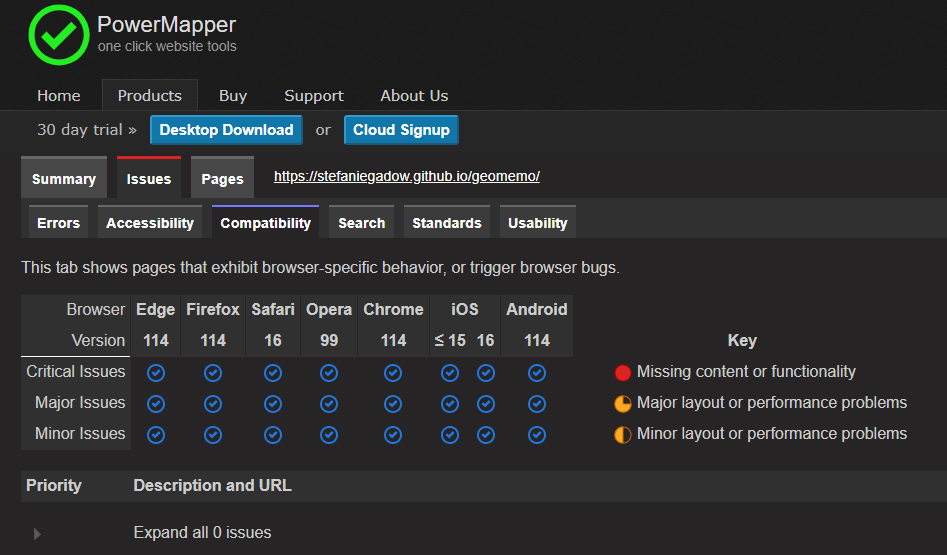 PowerMapper
one click website tools
Home Products Buy Support About Us
30 day trial » Desktop Download or Cloud Signup
Summary Issues Pages https://stefaniegadow.github.io/geomemo/
Errors Accessibility Compatibility Search Standards Usability
This tab shows pages that exhibit browser-specific behavior, or trigger browser bugs.
Browser Edge Firefox Safari Opera Chrome iOS Android
Version 114 114 16 99 114 ≤ 15 16 114 Key
Critical Issues Missing content or functionality
Major Issues Major layout or performance problems
Minor Issues Minor layout or performance problems
Priority Description and URL
Expand all 0 issues